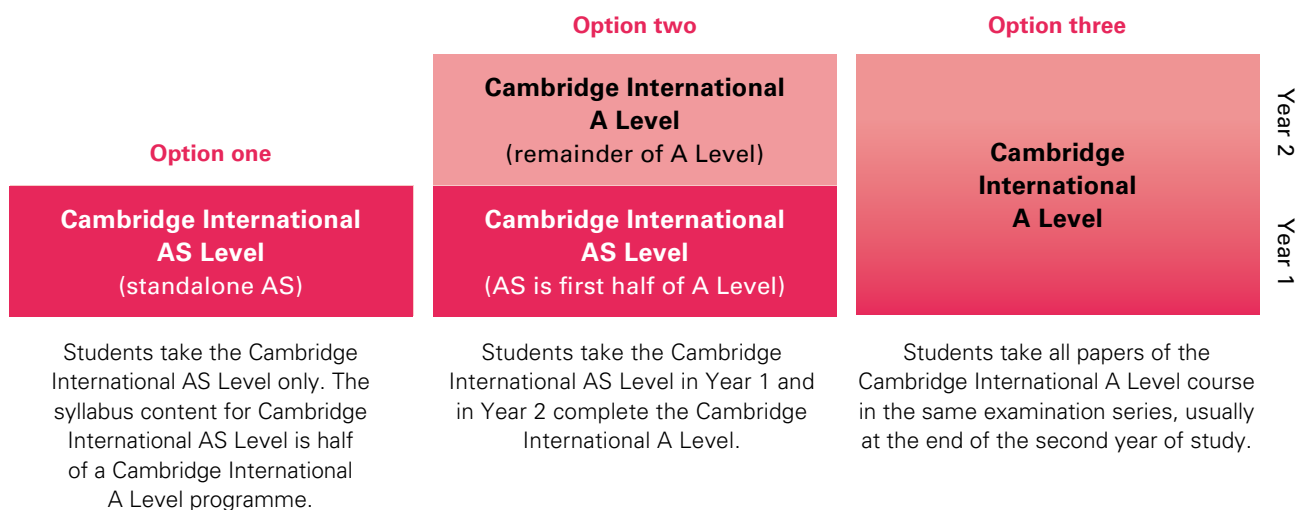 Option one
Cambridge International
AS Level
(standalone AS)
Students take the Cambridge
International AS Level only. The
syllabus content for Cambridge
International AS Level is half
of a Cambridge International
A Level programme.
Option two
Cambridge International
A Level
(remainder of A Level)
Cambridge International
AS Level
(AS is first half of A Level)
Students take the Cambridge
International AS Level in Year 1 and
in Year 2 complete the Cambridge
International A Level.
Option three
Cambridge
International
A Level
Students take all papers of the
Cambridge International A Level course
in the same examination series, usually
at the end of the second year of study.
Year 2
Year 1